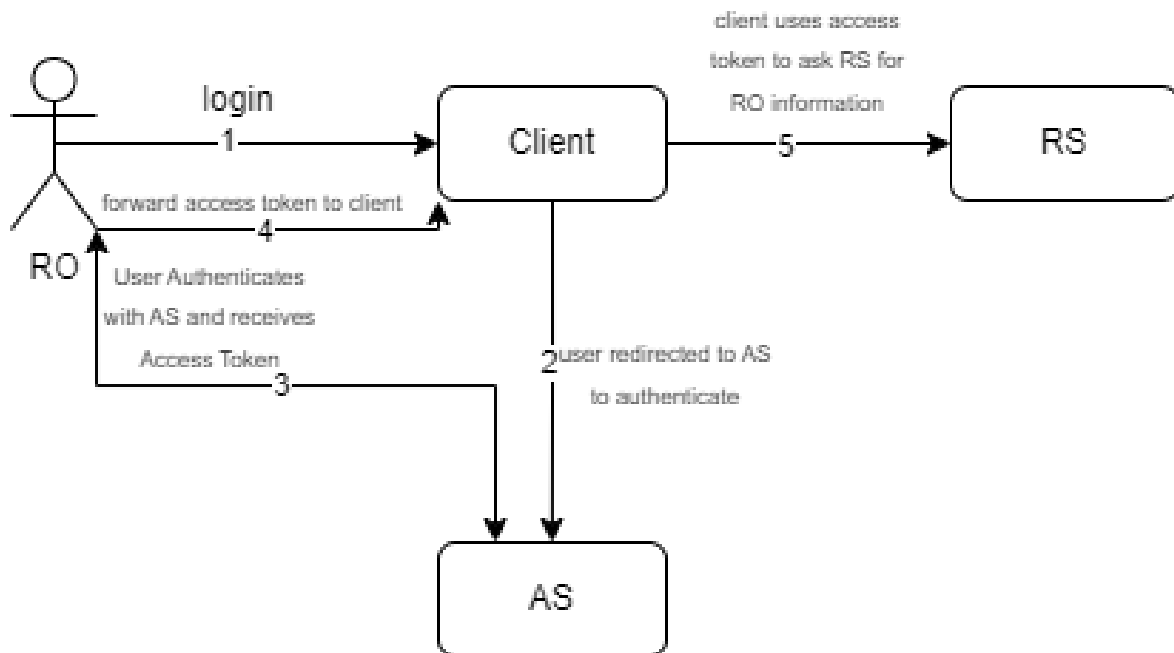 client uses access
token to ask RS for
RO information
login
1
Client
5
RS
forward access token to client
4
RO
User Authenticates
with AS and receives
Access Token
3
2
user redirected to AS
to authenticate
AS